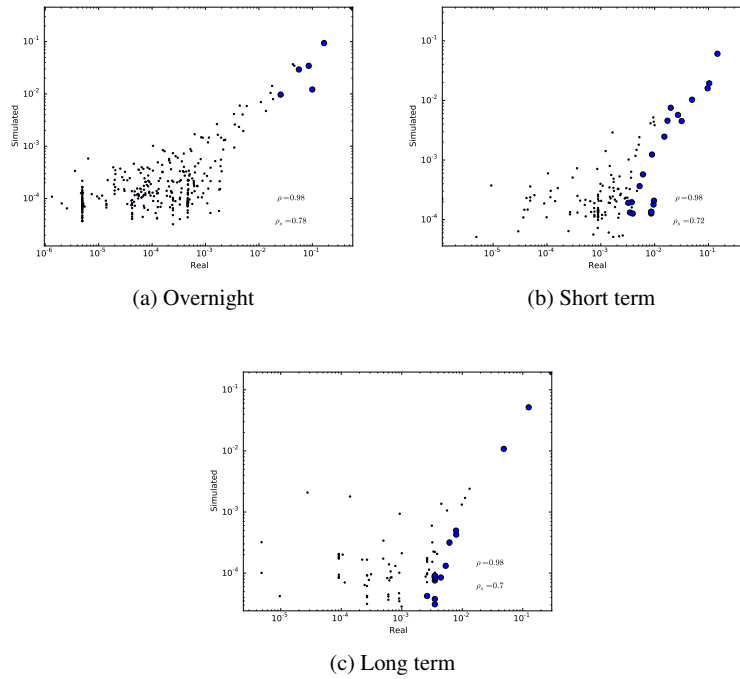 10⁻¹
10⁻²
10⁻³
10⁻⁴
Simulated
ρ=0.98
ρₛ=0.78
10⁻⁶ 10⁻⁵ 10⁻⁴ 10⁻³ 10⁻² 10⁻¹
Real
(a) Overnight
10⁻¹
10⁻²
10⁻³
10⁻⁴
Simulated
ρ=0.98
ρₛ=0.72
10⁻⁵ 10⁻⁴ 10⁻³ 10⁻² 10⁻¹
Real
(b) Short term
10⁻¹
10⁻²
10⁻³
10⁻⁴
Simulated
ρ=0.98
ρₛ=0.7
10⁻⁵ 10⁻⁴ 10⁻³ 10⁻² 10⁻¹
Real
(c) Long term